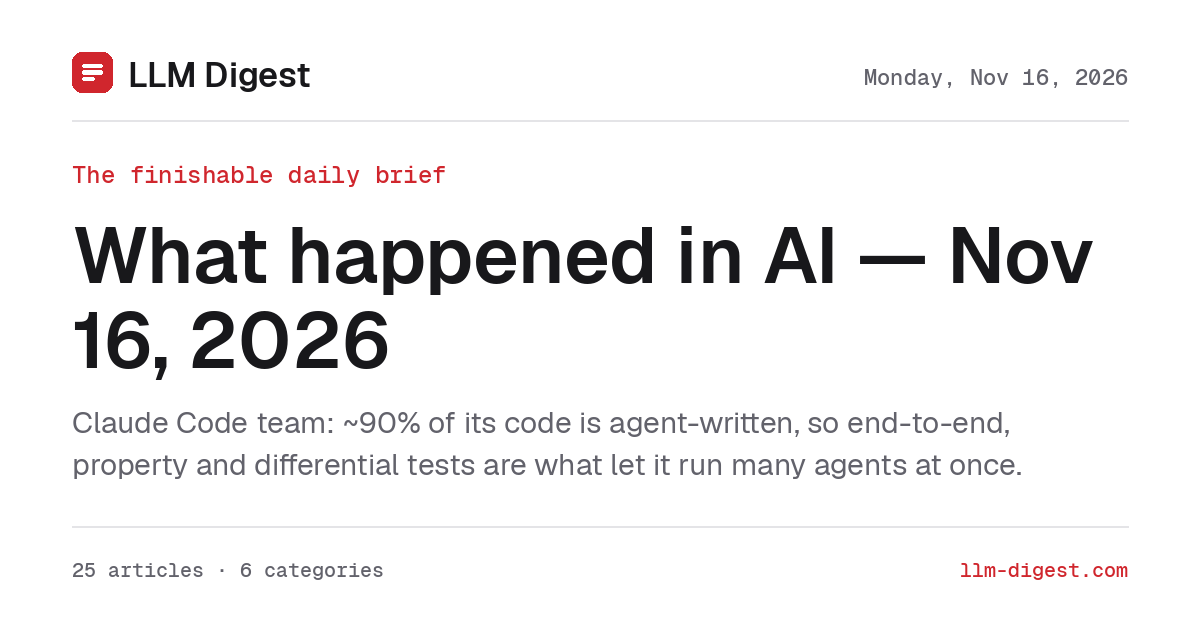 LLM Digest
Monday, Nov 16, 2026
The finishable daily brief
What happened in AI — Nov
16, 2026
Claude Code team: ~90% of its code is agent-written, so end-to-end,
property and differential tests are what let it run many agents at once.
25 articles · 6 categories
llm-digest.com